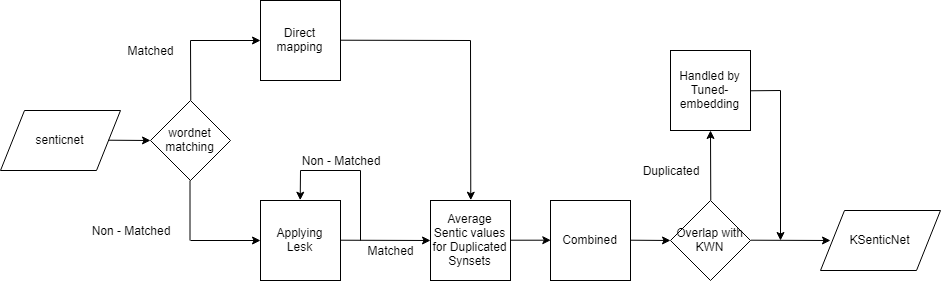 senticnet
wordnet
matching
Matched
Direct
mapping
Non - Matched
Applying
Lesk
Non - Matched
Matched
Average
Sentic values
for Duplicated
Synsets
Combined
Overlap with
KWN
Duplicated
Handled by
Tuned-
embedding
KSenticNet